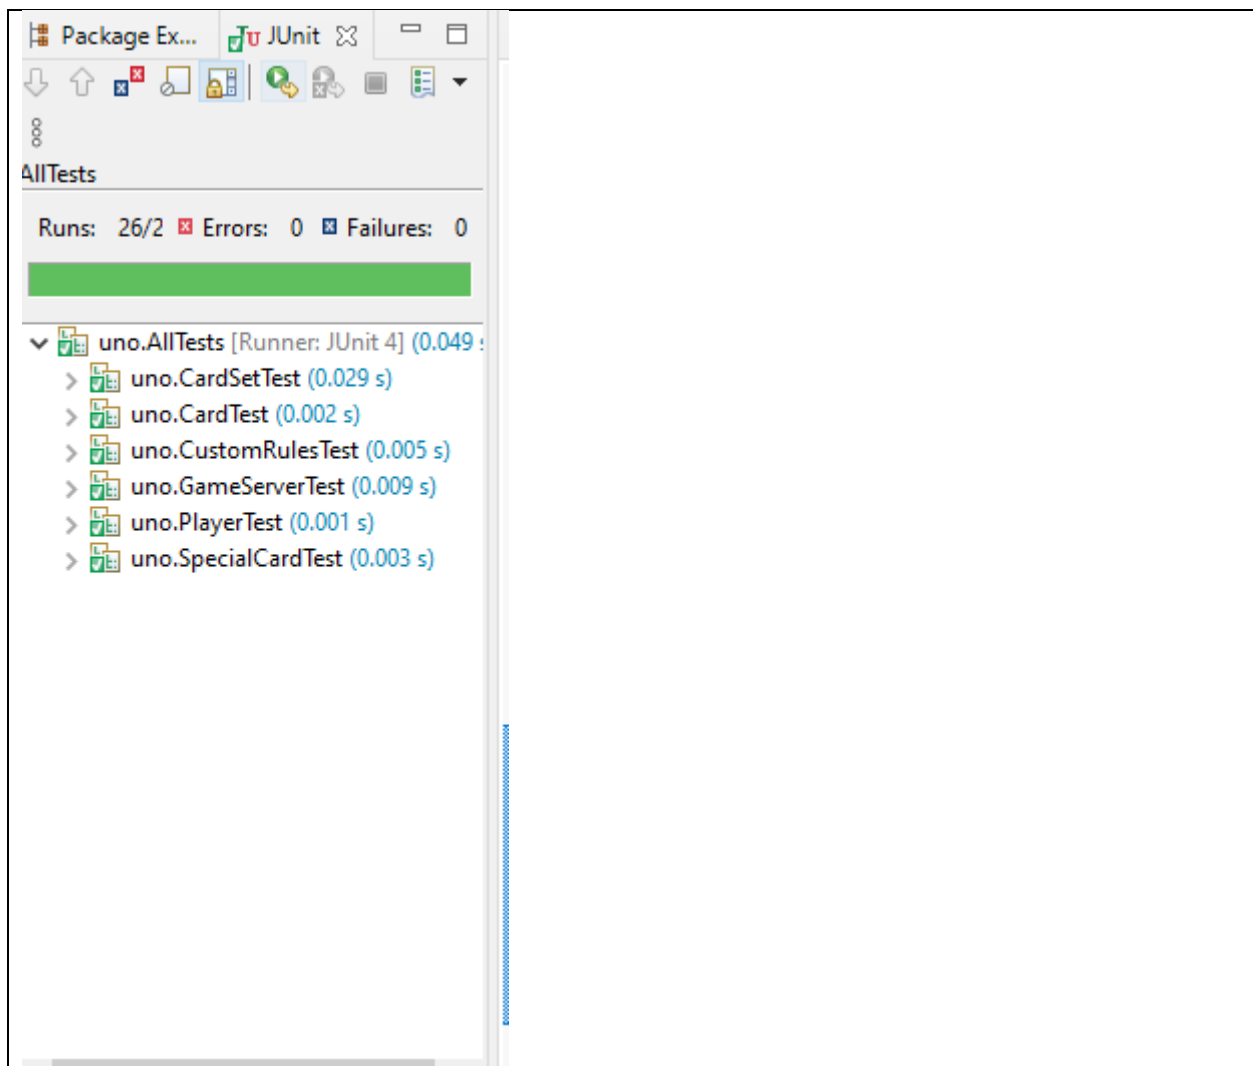 Package Ex... JUnit
AllTests
Runs: 26/2 Errors: 0 Failures: 0
uno.AllTests [Runner: JUnit 4] (0.049 s
uno.CardSetTest (0.029 s)
uno.CardTest (0.002 s)
uno.CustomRulesTest (0.005 s)
uno.GameServerTest (0.009 s)
uno.PlayerTest (0.001 s)
uno.SpecialCardTest (0.003 s)